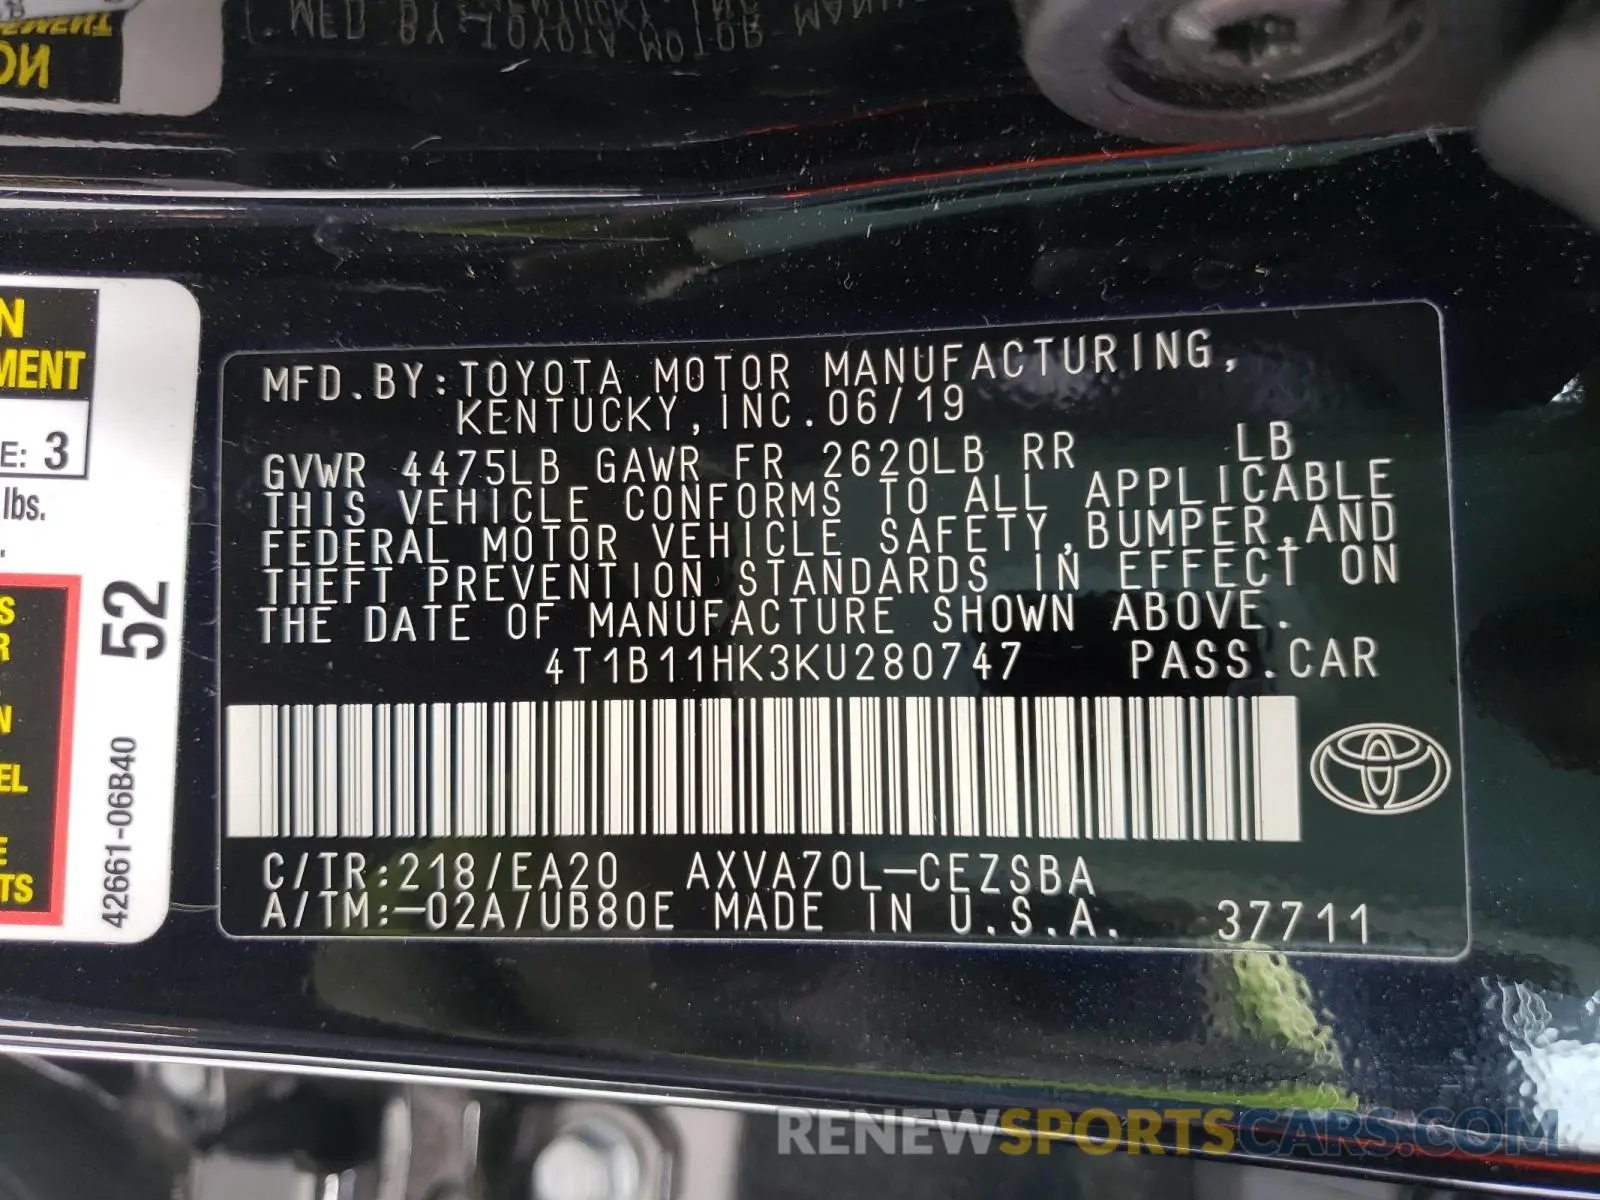 MFD.BY:TOYOTA MOTOR MANUFACTURING,
KENTUCKY,INC.06/19
GVWR 4475LB GAWR FR 2620LB RR LB
THIS VEHICLE CONFORMS TO ALL APPLICABLE
FEDERAL MOTOR VEHICLE SAFETY,BUMPER,AND
THEFT PREVENTION STANDARDS IN EFFECT ON
THE DATE OF MANUFACTURE SHOWN ABOVE.
4T1B11HK3KU280747 PASS.CAR
C/TR:218/EA20 AXVA70L-CEZSBA
A/TM:-02A/UB80E MADE IN U.S.A. 37711
E: 3
lbs.
52
42661-06B40
RENEWSPORTSCARS.COM